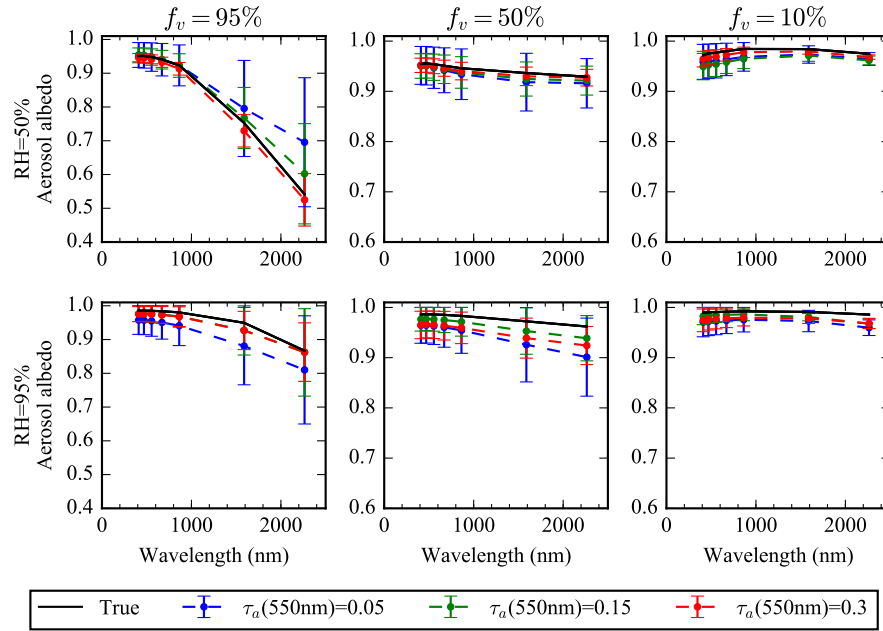 f_v = 95% f_v = 50% f_v = 10%
RH=50%
Aerosol albedo
1.0
0.9
0.8
0.7
0.6
0.5
0.4
0 1000 2000
1.0
0.9
0.8
0.7
0.6
0 1000 2000
1.0
0.9
0.8
0.7
0.6
0 1000 2000
RH=95%
Aerosol albedo
1.0
0.9
0.8
0.7
0.6
0.5
0.4
0 1000 2000
Wavelength (nm)
1.0
0.9
0.8
0.7
0.6
0 1000 2000
Wavelength (nm)
1.0
0.9
0.8
0.7
0.6
0 1000 2000
Wavelength (nm)
True τ_a(550nm)=0.05 τ_a(550nm)=0.15 τ_a(550nm)=0.3